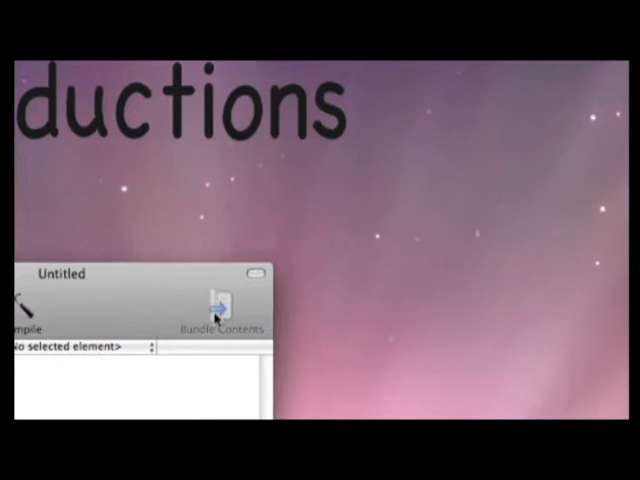 ductions
Untitled
mpile
Bundle Contents
No selected element>